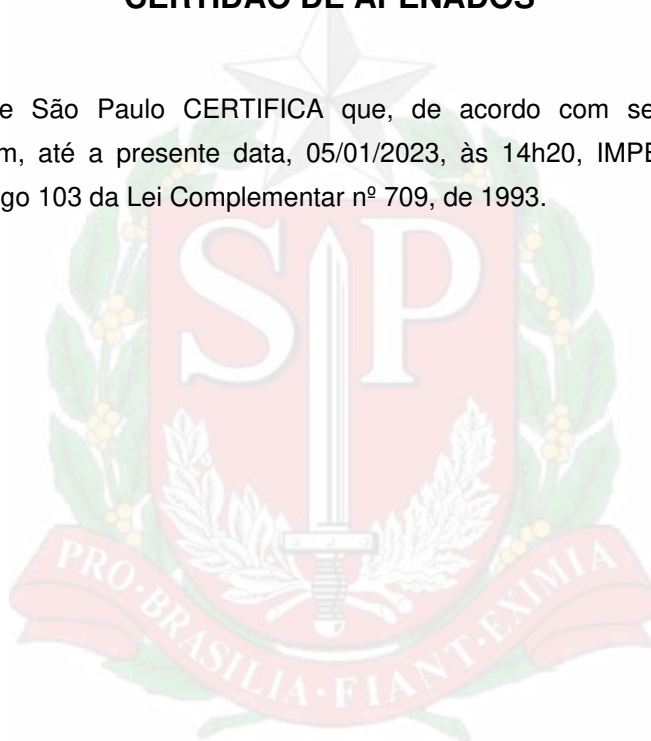 CERTIDÃO DE APENADOS
e São Paulo CERTIFICA que, de acordo com se
m, até a presente data, 05/01/2023, às 14h20, IMPE
go 103 da Lei Complementar nº 709, de 1993.
SP
PRO·BRASILIA·FIANT·EXIMIA